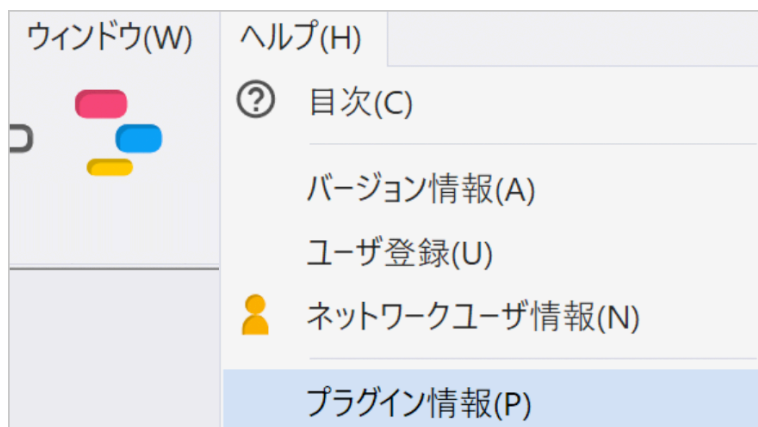 ウィンドウ(W) ヘルプ(H)
目次(C)
バージョン情報(A)
ユーザ登録(U)
ネットワークユーザ情報(N)
プラグイン情報(P)